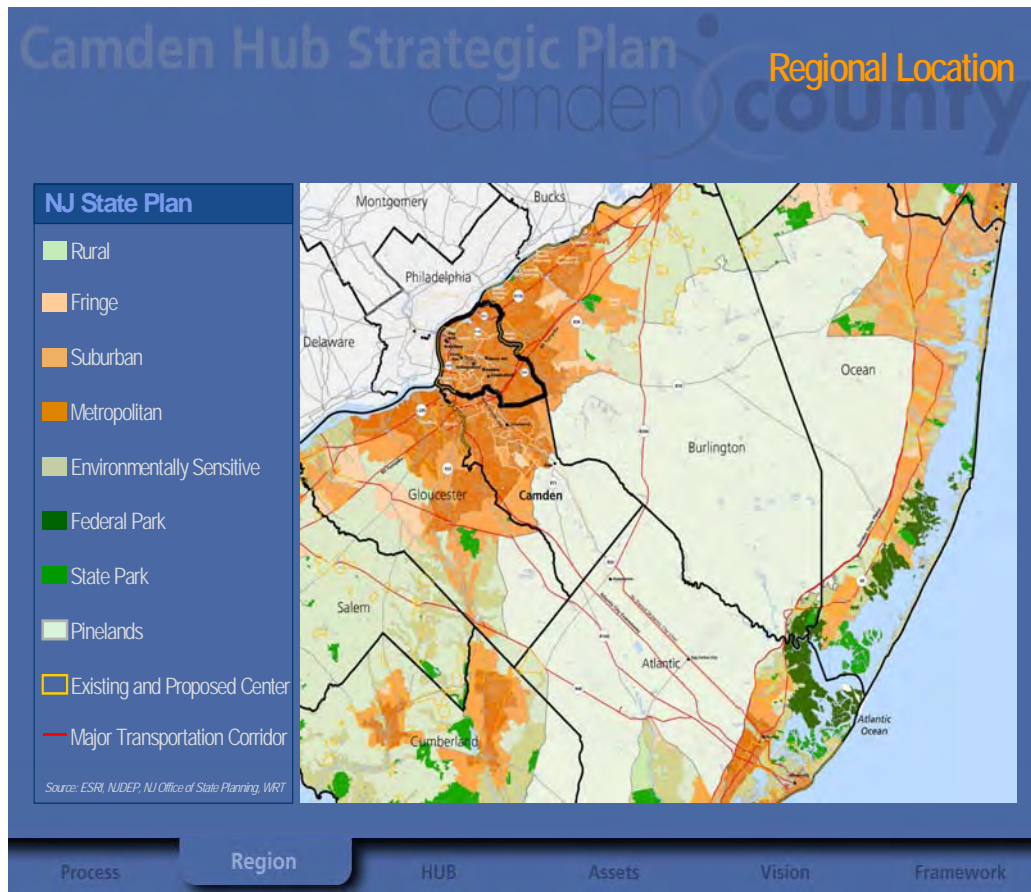 Camden Hub Strategic Plan
camden county
Regional Location
NJ State Plan
Rural
Fringe
Suburban
Metropolitan
Environmentally Sensitive
Federal Park
State Park
Pinelands
Existing and Proposed Center
Major Transportation Corridor
Source: ESRI, NJDEP, NJ Office of State Planning, WRT
Montgomery
Bucks
Philadelphia
Delaware
Ocean
Burlington
Gloucester
Camden
Salem
Atlantic
Cumberland
Atlantic
Ocean
Process
Region
HUB
Assets
Vision
Framework